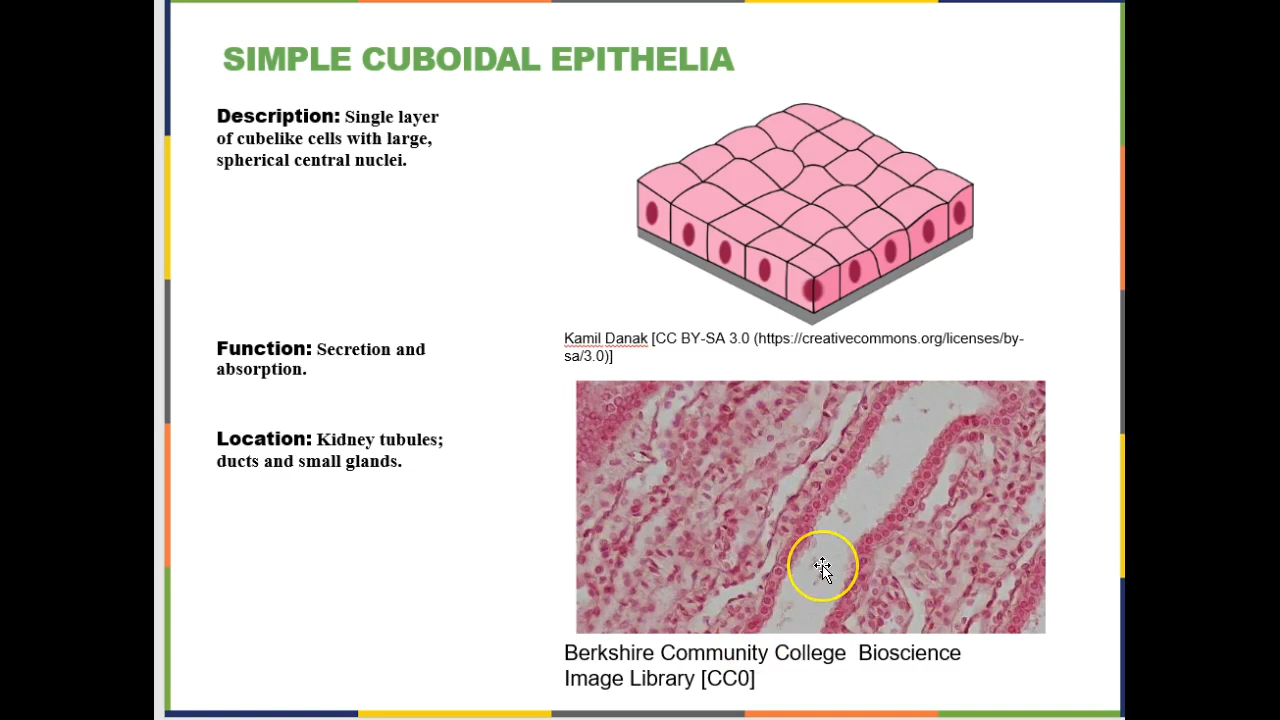 SIMPLE CUBOIDAL EPITHELIA
Description: Single layer
of cubelike cells with large,
spherical central nuclei.
Function: Secretion and
absorption.
Location: Kidney tubules;
ducts and small glands.
Kamil Danak [CC BY-SA 3.0 (https://creativecommons.org/licenses/by-
sa/3.0)]
Berkshire Community College  Bioscience
Image Library [CC0]